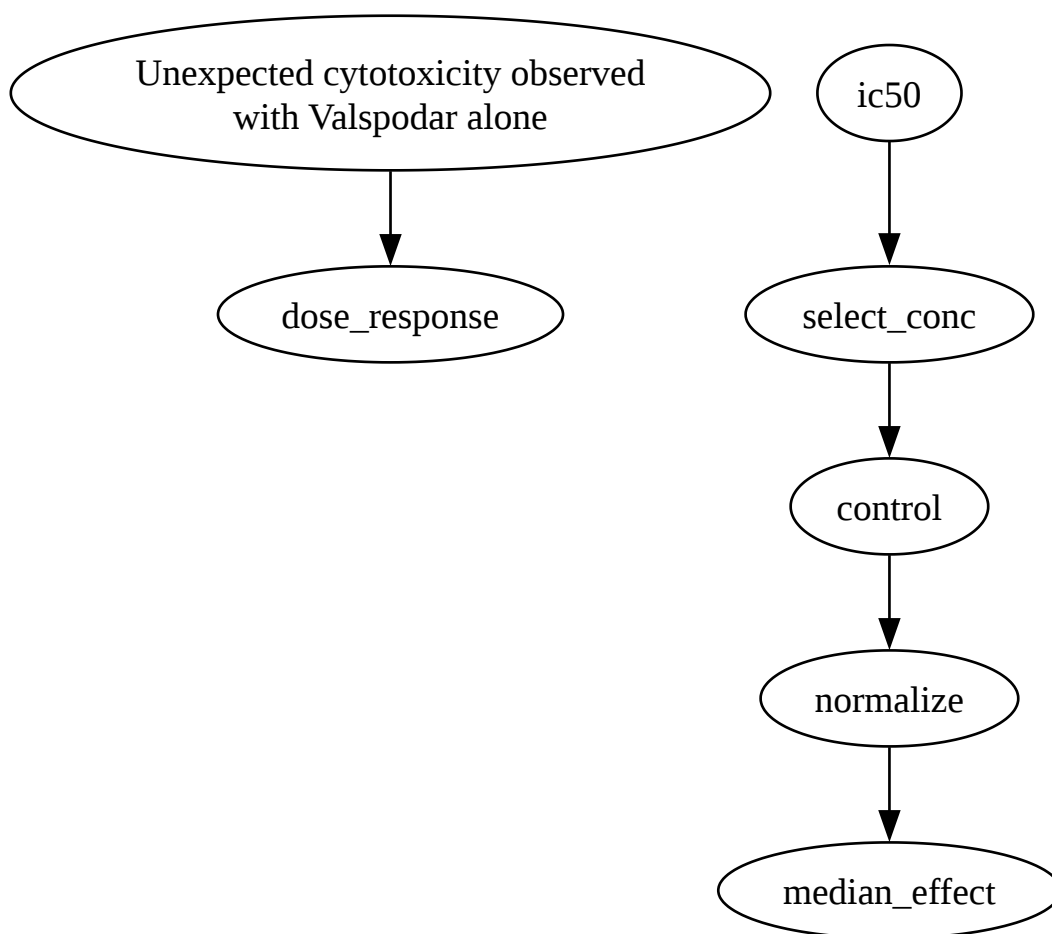 Unexpected cytotoxicity observed
with Valspodar alone
ic50
dose_response
select_conc
control
normalize
median_effect